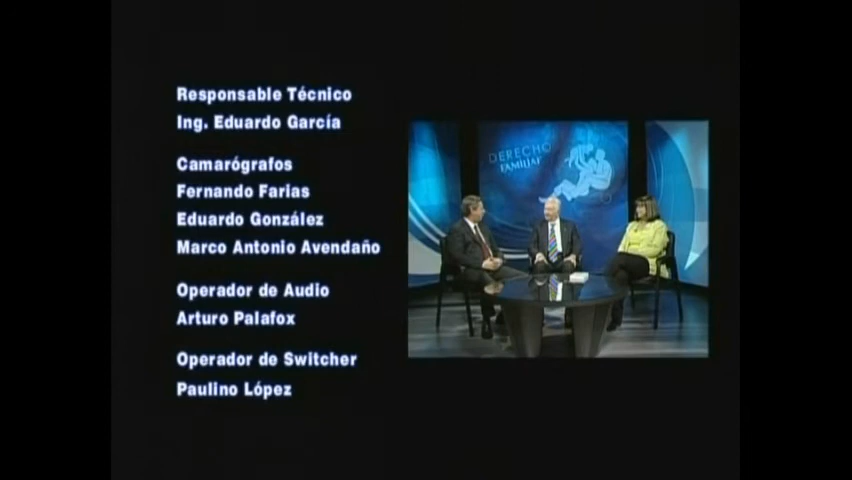 Responsable Técnico
Ing. Eduardo García
Camarógrafos
Fernando Farias
Eduardo González
Marco Antonio Avendaño
Operador de Audio
Arturo Palafox
Operador de Switcher
Paulino López
DERECHO
FAMILIAR